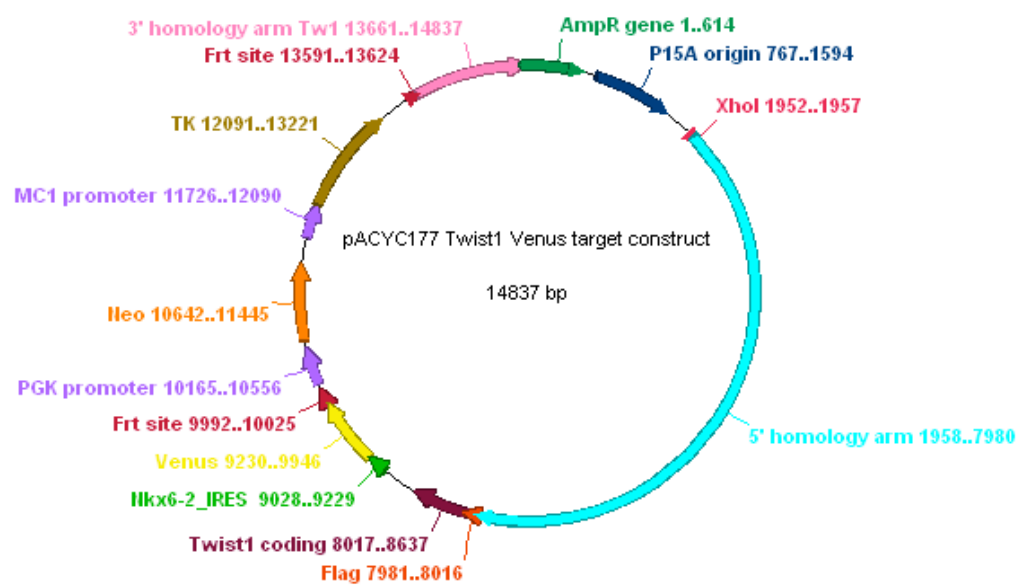 3' homology arm Tw1 13661..14837
AmpR gene 1..614
Frt site 13591..13624
P15A origin 767..1594
XhoI 1952..1957
TK 12091..13221
MC1 promoter 11726..12090
pACYC177 Twist1 Venus target construct
14837 bp
Neo 10642..11445
PGK promoter 10165..10556
Frt site 9992..10025
5' homology arm 1958..7980
Venus 9230..9946
Nkx6-2_IRES 9028..9229
Twist1 coding 8017..8637
Flag 7981..8016